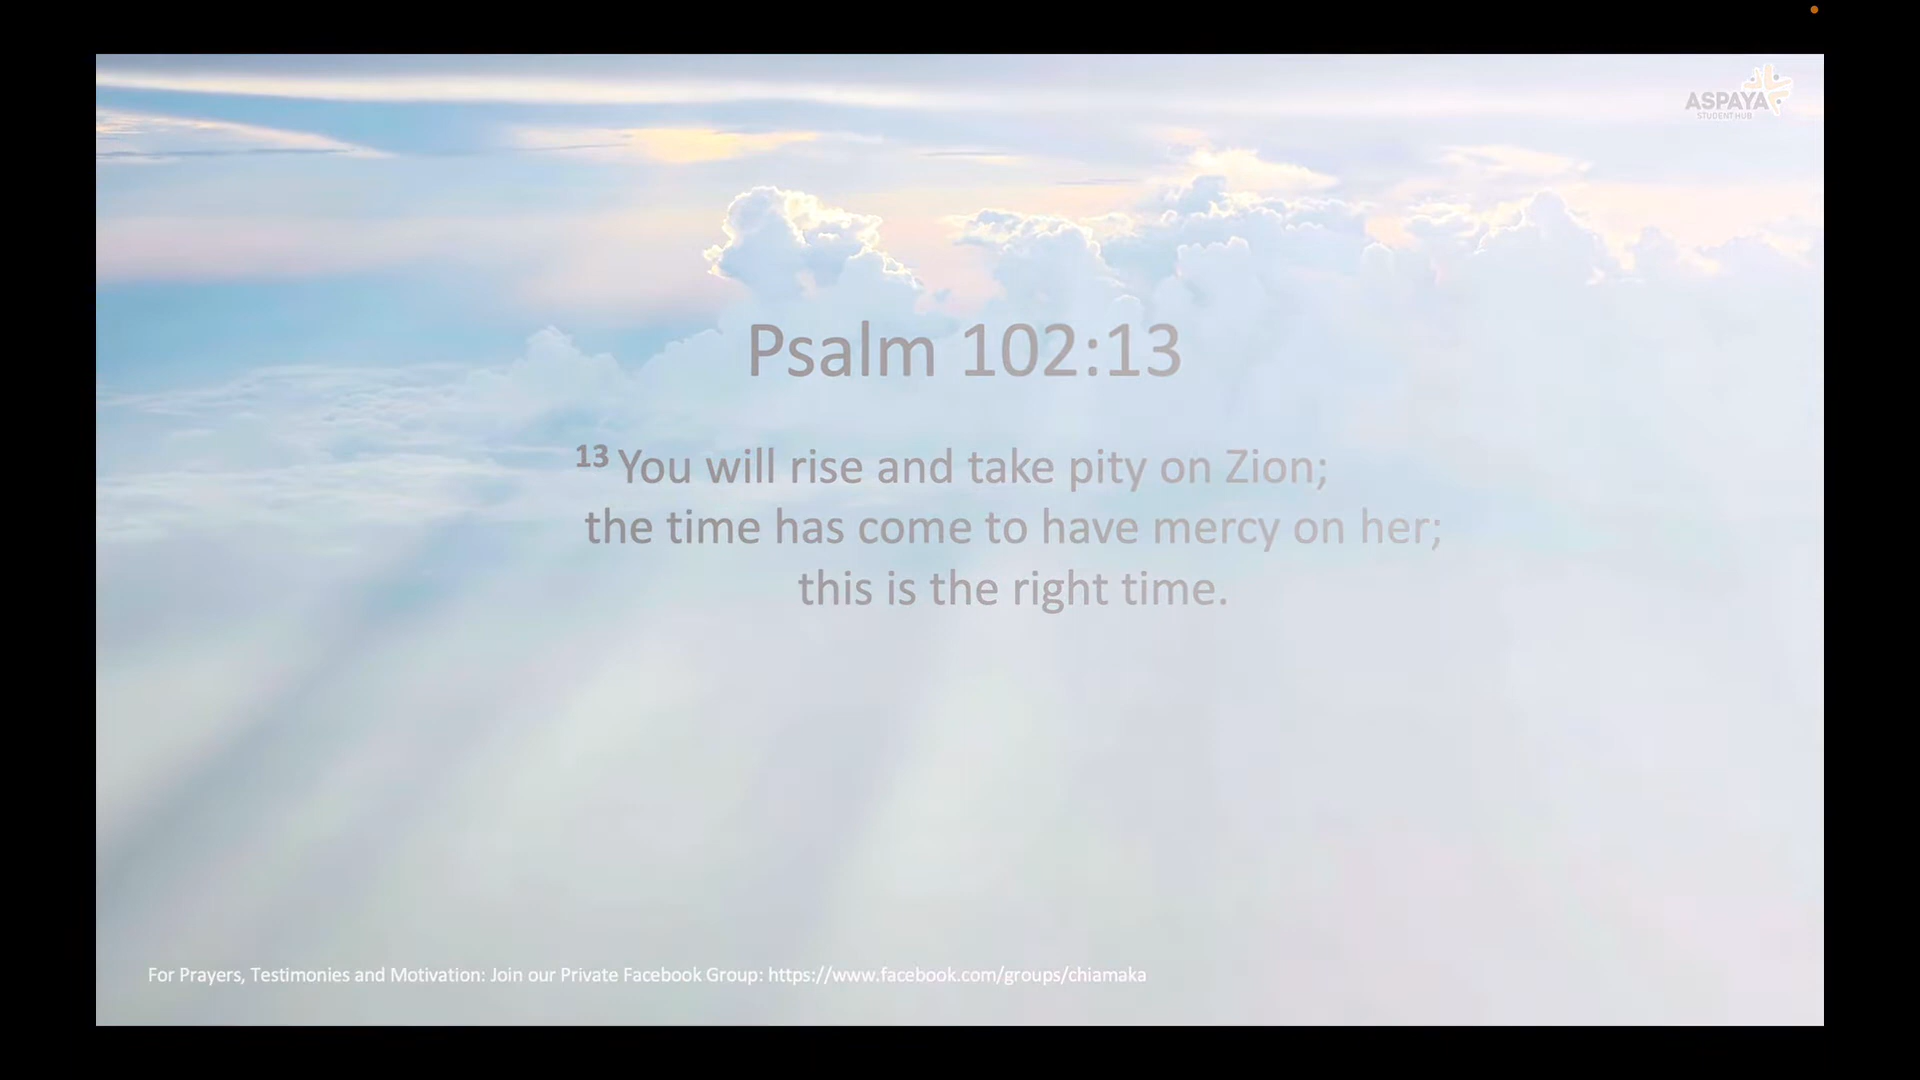 ASPAYA
STUDENT HUB
Psalm 102:13
13 You will rise and take pity on Zion;
the time has come to have mercy on her;
this is the right time.
For Prayers, Testimonies and Motivation: Join our Private Facebook Group: https://www.facebook.com/groups/chiamaka